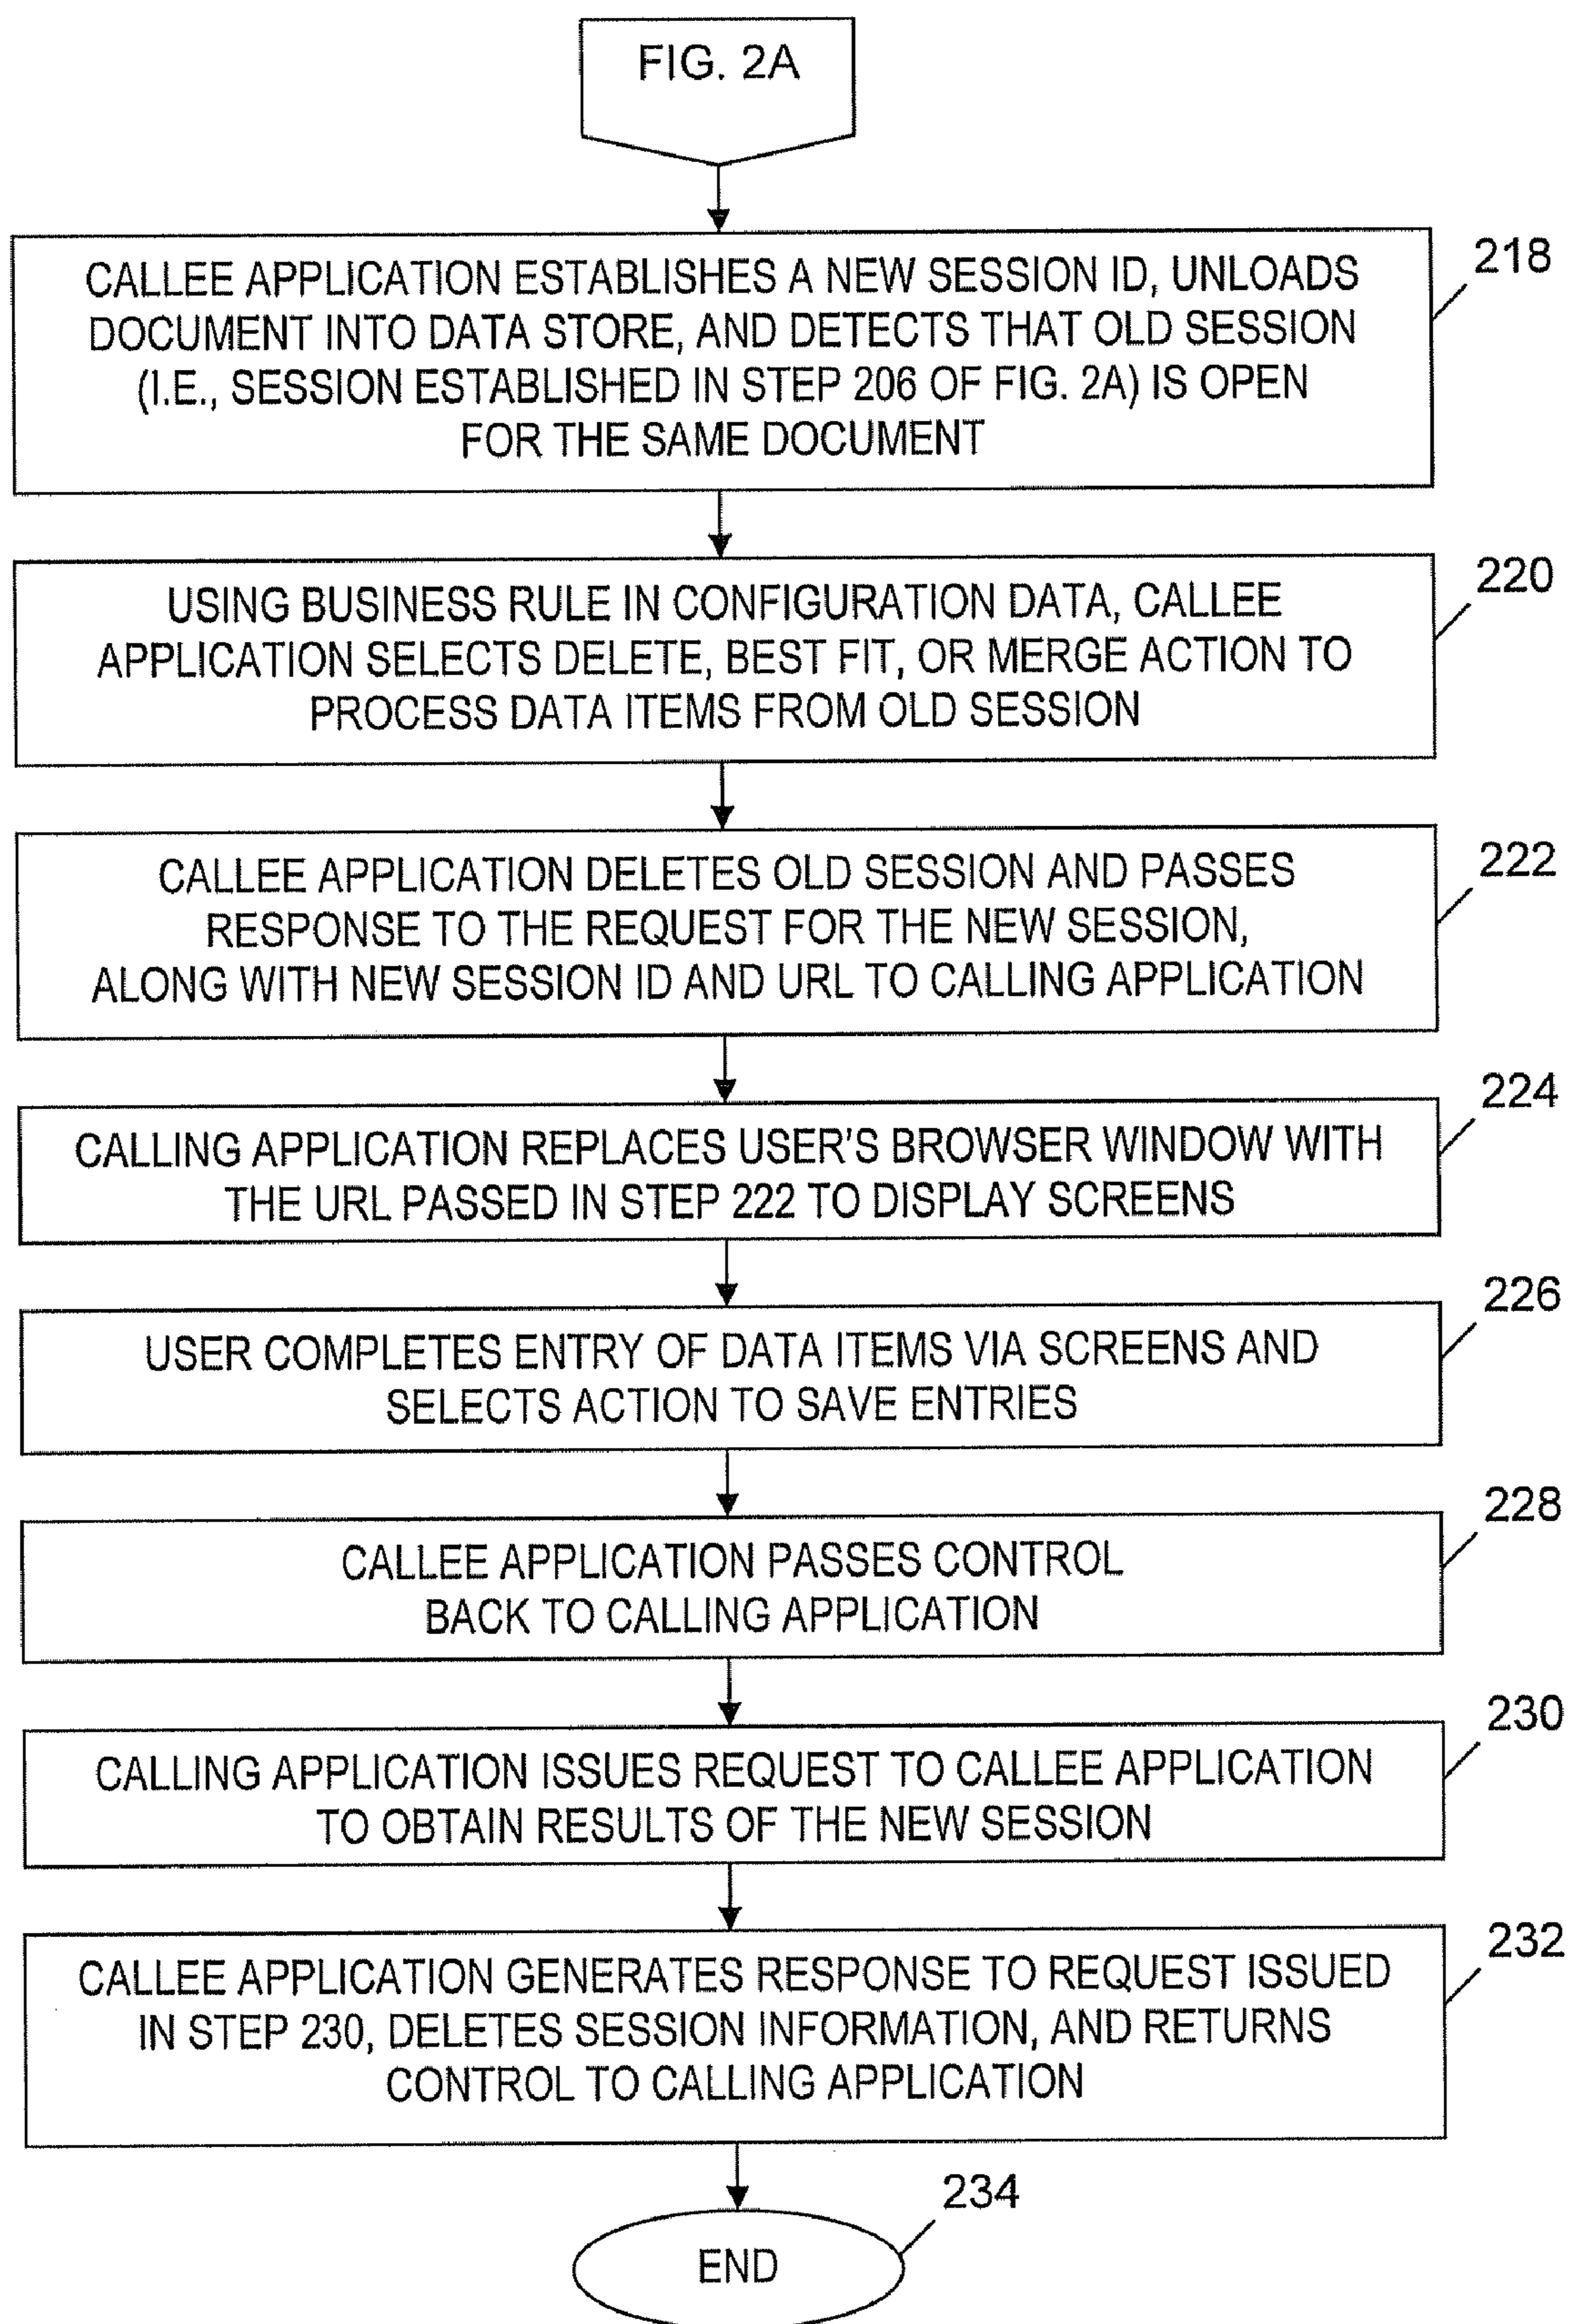 FIG. 2A
218
CALLEE APPLICATION ESTABLISHES A NEW SESSION ID, UNLOADS
DOCUMENT INTO DATA STORE, AND DETECTS THAT OLD SESSION
(I.E., SESSION ESTABLISHED IN STEP 206 OF FIG. 2A) IS OPEN
FOR THE SAME DOCUMENT
220
USING BUSINESS RULE IN CONFIGURATION DATA, CALLEE
APPLICATION SELECTS DELETE, BEST FIT, OR MERGE ACTION TO
PROCESS DATA ITEMS FROM OLD SESSION
222
CALLEE APPLICATION DELETES OLD SESSION AND PASSES
RESPONSE TO THE REQUEST FOR THE NEW SESSION,
ALONG WITH NEW SESSION ID AND URL TO CALLING APPLICATION
224
CALLING APPLICATION REPLACES USER'S BROWSER WINDOW WITH
THE URL PASSED IN STEP 222 TO DISPLAY SCREENS
226
USER COMPLETES ENTRY OF DATA ITEMS VIA SCREENS AND
SELECTS ACTION TO SAVE ENTRIES
228
CALLEE APPLICATION PASSES CONTROL
BACK TO CALLING APPLICATION
230
CALLING APPLICATION ISSUES REQUEST TO CALLEE APPLICATION
TO OBTAIN RESULTS OF THE NEW SESSION
232
CALLEE APPLICATION GENERATES RESPONSE TO REQUEST ISSUED
IN STEP 230, DELETES SESSION INFORMATION, AND RETURNS
CONTROL TO CALLING APPLICATION
234
END